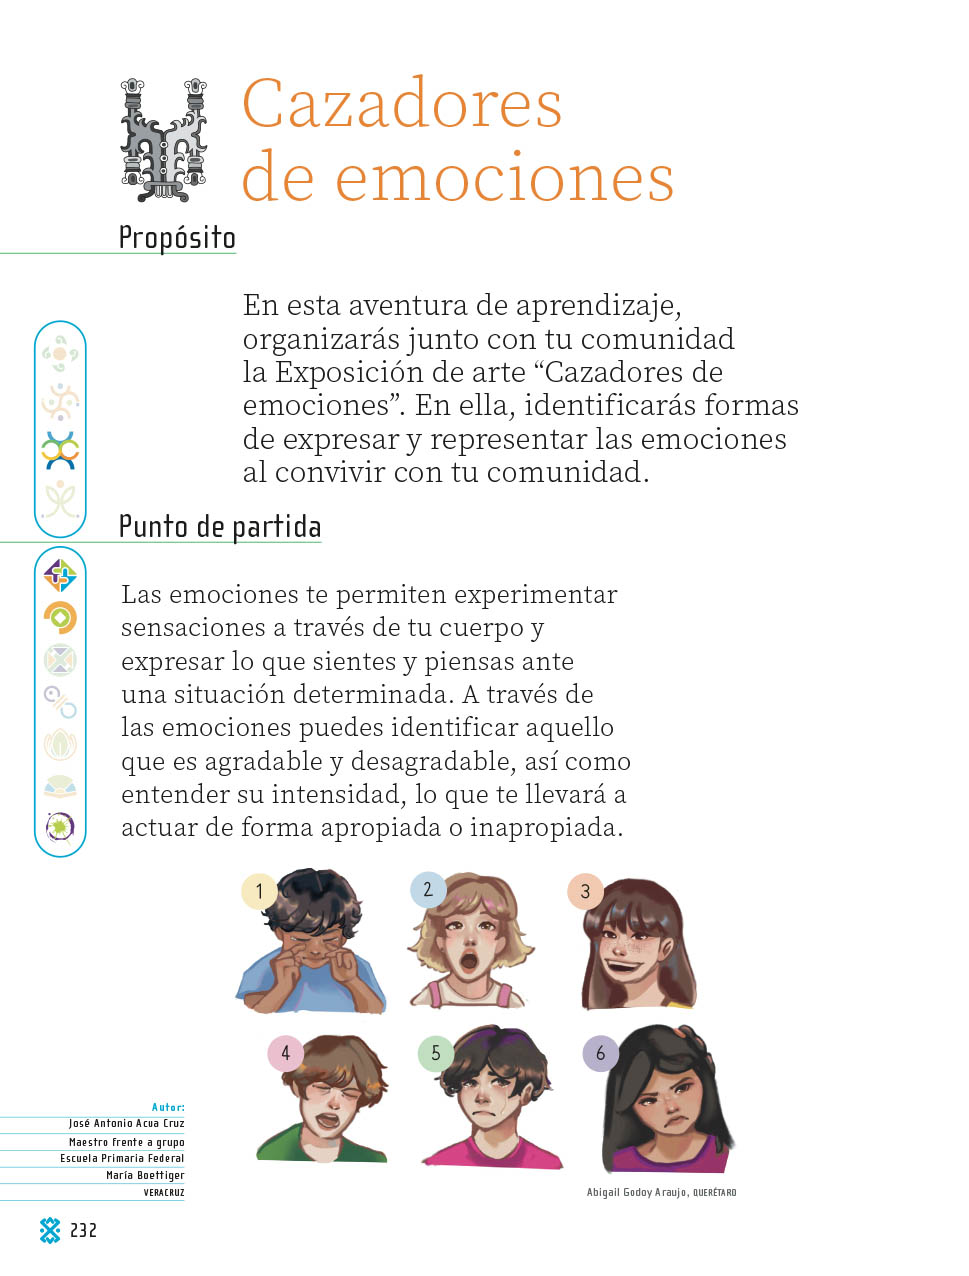 Cazadores
de emociones
Propósito
En esta aventura de aprendizaje,
organizarás junto con tu comunidad
la Exposición de arte “Cazadores de
emociones”. En ella, identificarás formas
de expresar y representar las emociones
al convivir con tu comunidad.
Punto de partida
Las emociones te permiten experimentar
sensaciones a través de tu cuerpo y
expresar lo que sientes y piensas ante
una situación determinada. A través de
las emociones puedes identificar aquello
que es agradable y desagradable, así como
entender su intensidad, lo que te llevará a
actuar de forma apropiada o inapropiada.
1
2
3
4
5
6
Autor:
José Antonio Acua Cruz
Maestro frente a grupo
Escuela Primaria Federal
María Boettiger
VERACRUZ
Abigail Godoy Araujo, QUERÉTARO
232